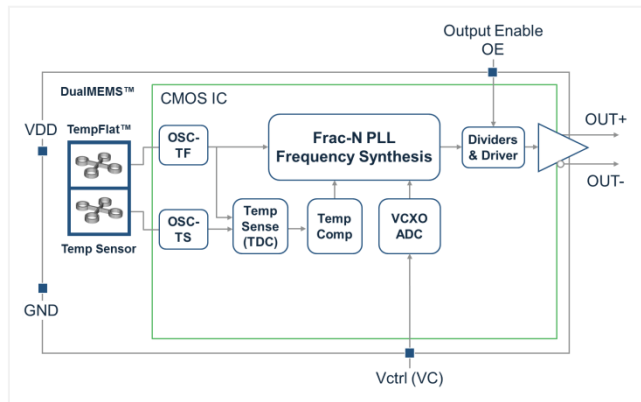 Output Enable
OE
DualMEMS™
CMOS IC
VDD
TempFlat™
OSC-
TF
Frac-N PLL
Frequency Synthesis
Dividers
& Driver
OUT+
OUT-
OSC-
TS
Temp
Sense
(TDC)
Temp
Comp
VCXO
ADC
Temp Sensor
GND
Vctrl (VC)